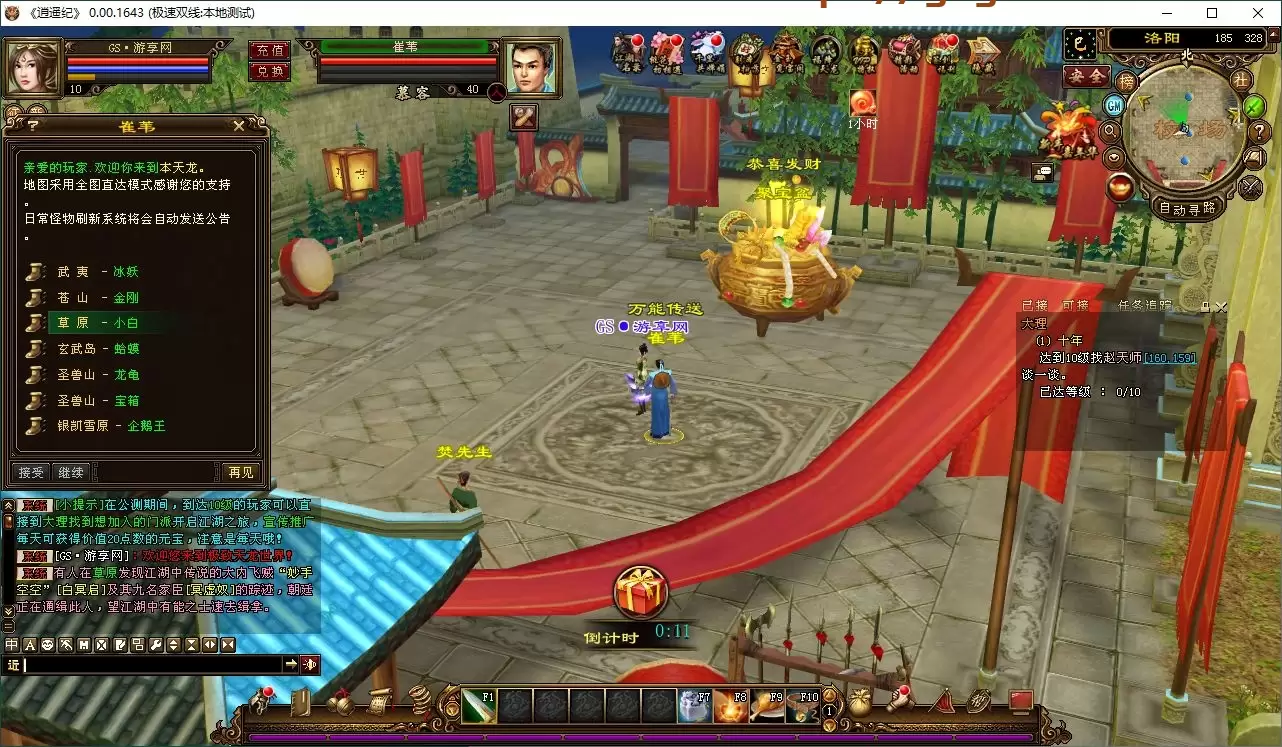 《逍遥纪》 0.00.1643 (极速双线:本地测试)
GS·游享网
10
充值
兑换
崔苇
慕容
40
1小时
洛阳
185 328
安全
榜
社
GM
自动寻路
崔苇
亲爱的玩家.欢迎你来到本天龙。
地图采用全图直达模式感谢您的支持
。
日常怪物刷新系统将会自动发送公告
。
武夷 - 冰妖
苍山 - 金刚
草原 - 小白
玄武岛 - 蛤蟆
圣兽山 - 龙龟
圣兽山 - 宝箱
银凯雪原 - 企鹅王
接受
继续
再见
恭喜发财
聚宝盆
万能传送
GS 游享网
崔苇
焚先生
已接 可接 任务追踪
大理
(1) 十年
达到10级找赵天师[160,159]
谈一谈。
已达等级 : 0/10
系统 [小提示]在公测期间，到达10级的玩家可以直
接到大理找到想加入的门派开启江湖之旅，宣传推广
每天可获得价值20点数的元宝，注意是每天哦!
系统 [GS·游享网]：欢迎您来到极致天龙世界!
系统 有人在草原发现江湖中传说的大内飞贼“妙手
空空”[白冥启]及其九名家臣[冥虚奴]的踪迹，朝廷
正在通缉此人，望江湖中有能之士速去缉拿。
倒计时 0:11
近
F1
F7
F8
F9
F10
1